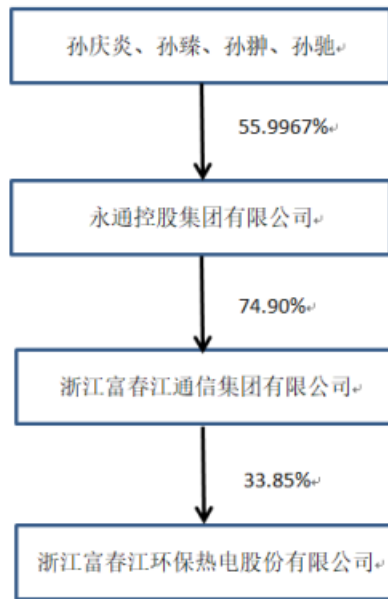 孙庆炎、孙臻、孙翀、孙驰
55.9967%
永通控股集团有限公司
74.90%
浙江富春江通信集团有限公司
33.85%
浙江富春江环保热电股份有限公司